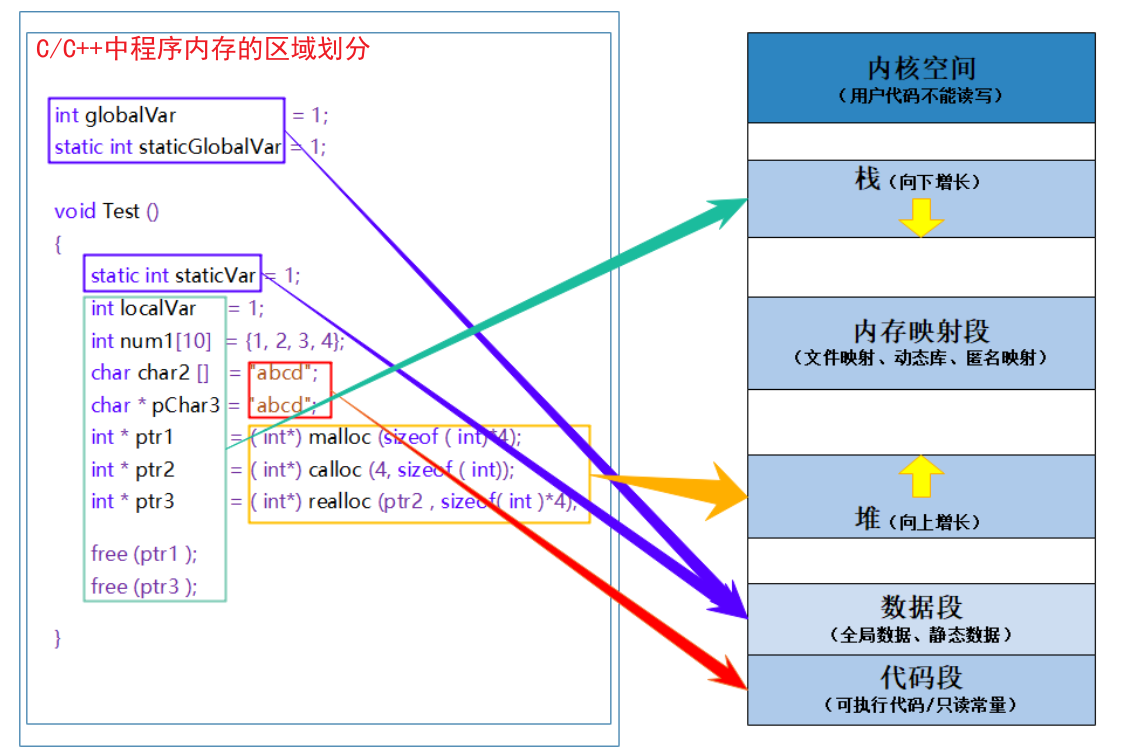 C/C++中程序内存的区域划分
int globalVar = 1;
static int staticGlobalVar = 1;
void Test ()
{
static int staticVar = 1;
int localVar = 1;
int num1[10] = {1, 2, 3, 4};
char char2 [] = "abcd";
char * pChar3 = "abcd";
int * ptr1 = ( int*) malloc (sizeof ( int)*4);
int * ptr2 = ( int*) calloc (4, sizeof ( int));
int * ptr3 = ( int*) realloc (ptr2 , sizeof( int )*4);
free (ptr1 );
free (ptr3 );
}
内核空间
(用户代码不能读写)
栈 (向下增长)
内存映射段
(文件映射、动态库、匿名映射)
堆 (向上增长)
数据段
(全局数据、静态数据)
代码段
(可执行代码/只读常量)